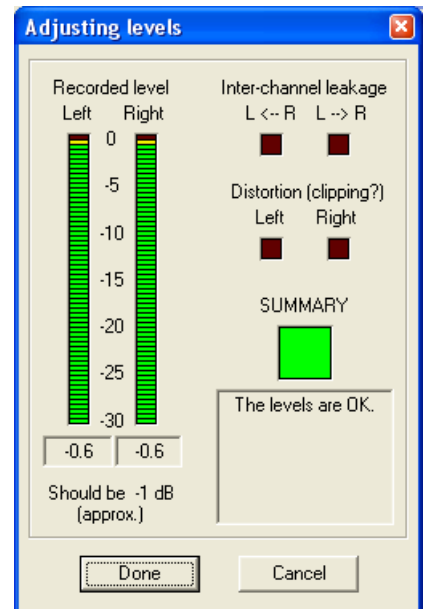 Adjusting levels
Recorded level
Left Right
0
-5
-10
-15
-20
-25
-30
-0.6 -0.6
Should be -1 dB
(approx.)
Inter-channel leakage
L <-- R L --> R
Distortion (clipping?)
Left Right
SUMMARY
The levels are OK.
Done Cancel